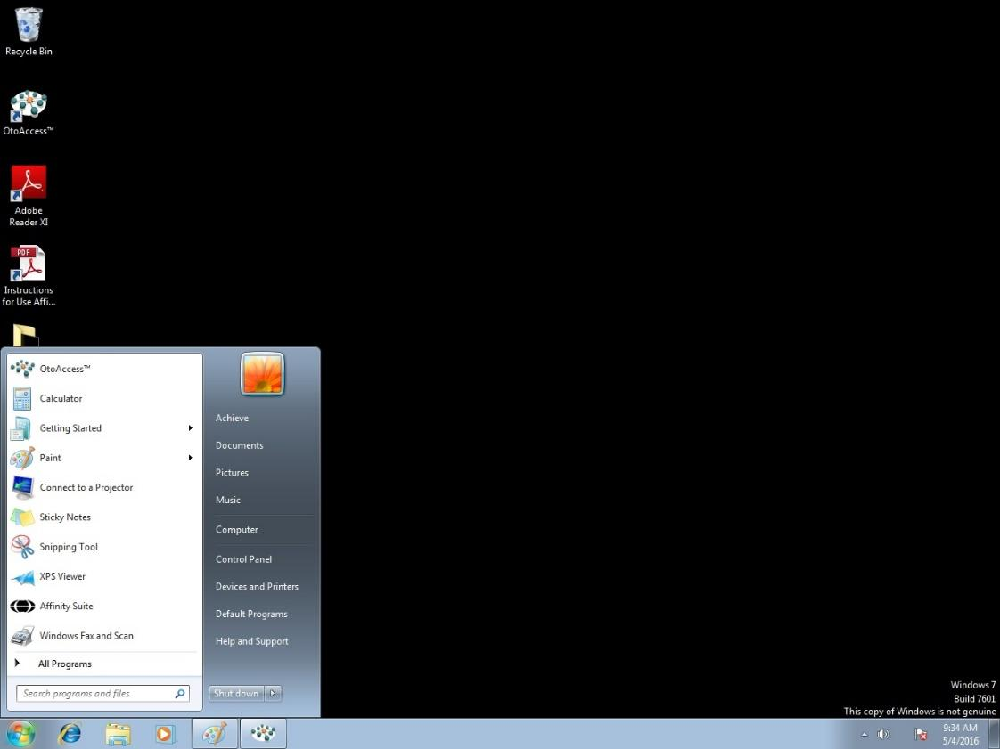 Recycle Bin
OtoAccess™
Adobe
Reader XI
PDF
Instructions
for Use Affi...
OtoAccess™
Calculator
Getting Started
Paint
Connect to a Projector
Sticky Notes
Snipping Tool
XPS Viewer
Affinity Suite
Windows Fax and Scan
All Programs
Search programs and files
Achieve
Documents
Pictures
Music
Computer
Control Panel
Devices and Printers
Default Programs
Help and Support
Shut down
Windows 7
Build 7601
This copy of Windows is not genuine
9:34 AM
5/4/2016